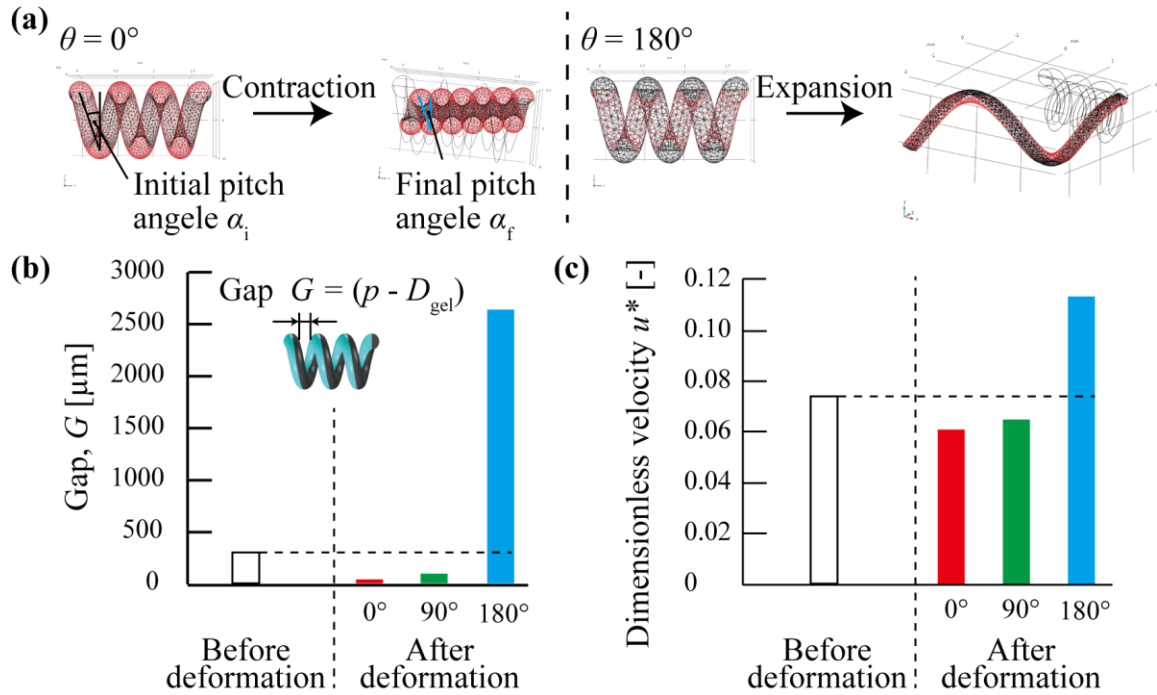 (a)
θ = 0°
Contraction
Initial pitch
angele αi
Final pitch
angele αf
θ = 180°
Expansion
(b)
Gap G = (p - Dgel)
Gap, G [µm]
3000
2500
2000
1500
1000
500
0
0°
90°
180°
Before
deformation
After
deformation
(c)
Dimensionless velocity u* [-]
0.12
0.10
0.08
0.06
0.04
0.02
0
0°
90°
180°
Before
deformation
After
deformation